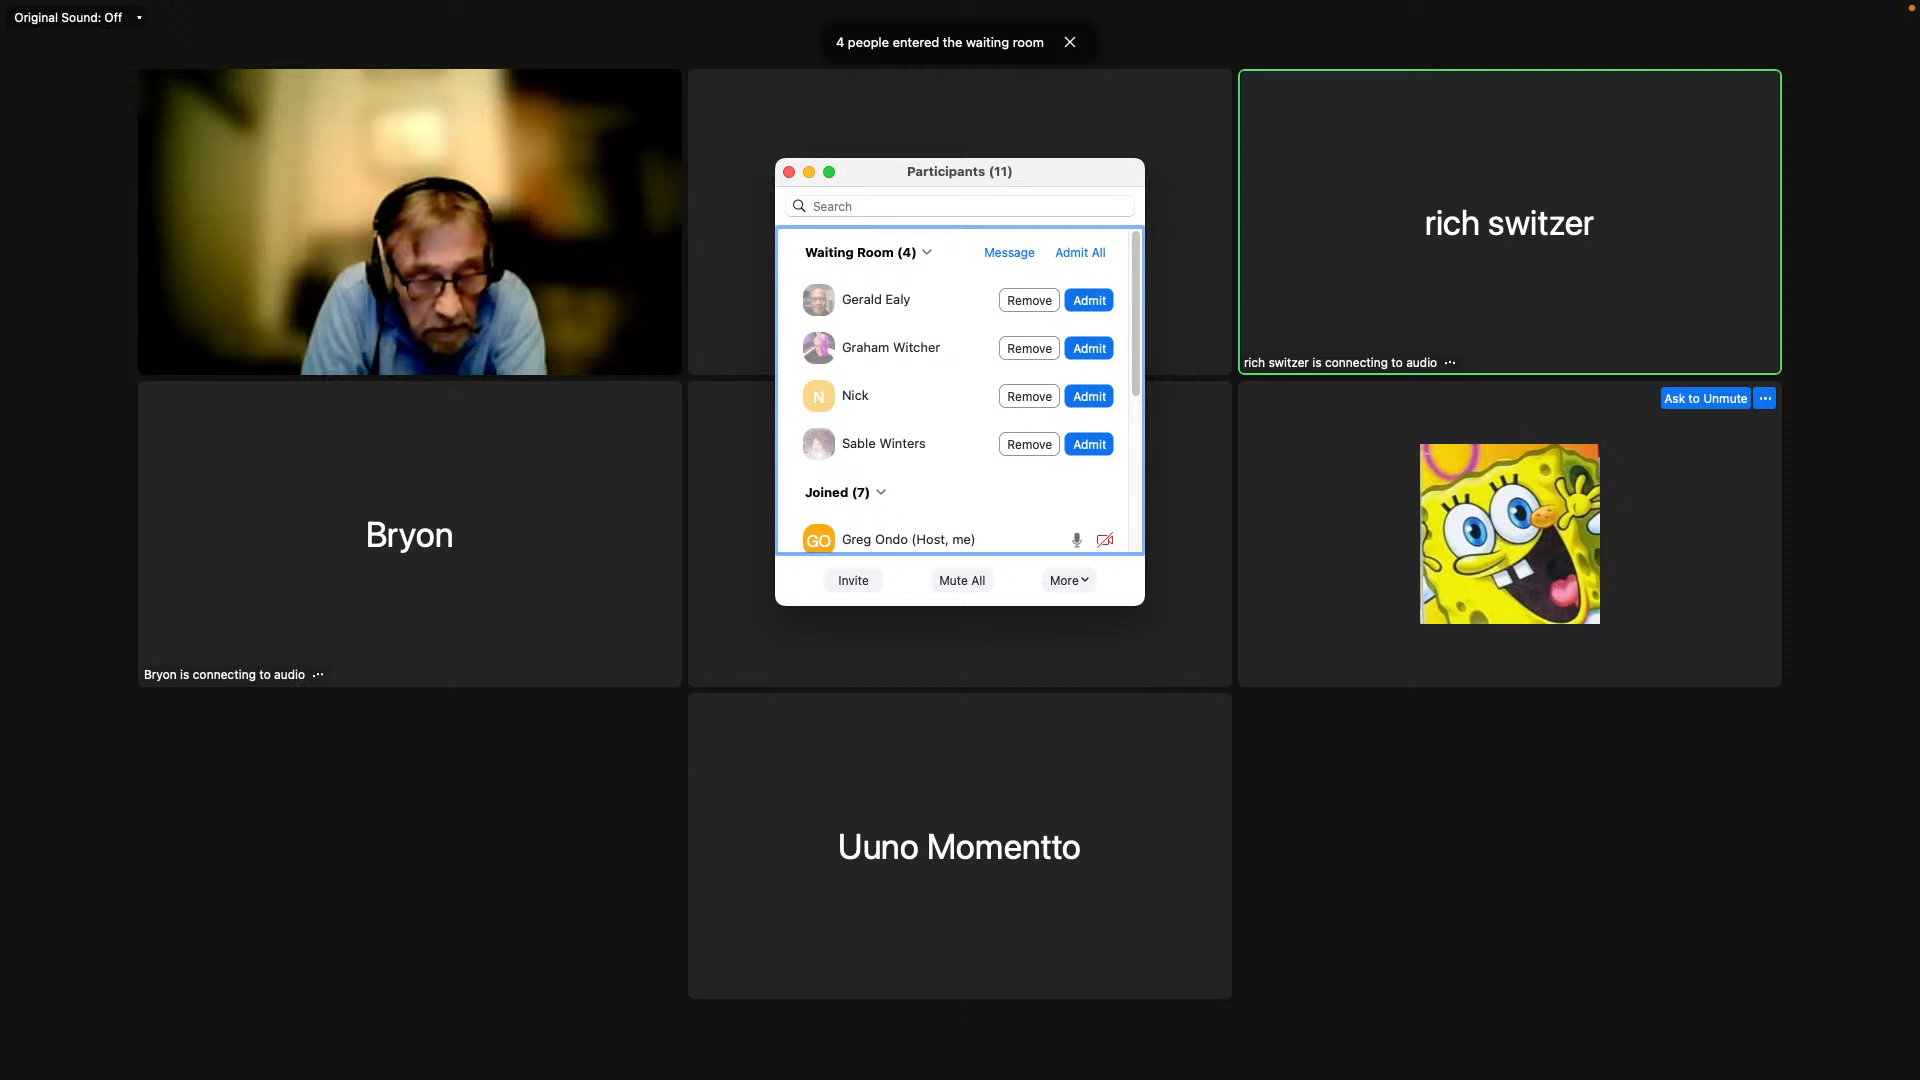 Original Sound: Off
4 people entered the waiting room
Participants (11)
Search
Waiting Room (4)
Message
Admit All
Gerald Ealy
Remove
Admit
Graham Witcher
Remove
Admit
N
Nick
Remove
Admit
Sable Winters
Remove
Admit
Joined (7)
GO
Greg Ondo (Host, me)
Invite
Mute All
More
rich switzer
rich switzer is connecting to audio
Bryon
Bryon is connecting to audio
Ask to Unmute
Uuno Momentto